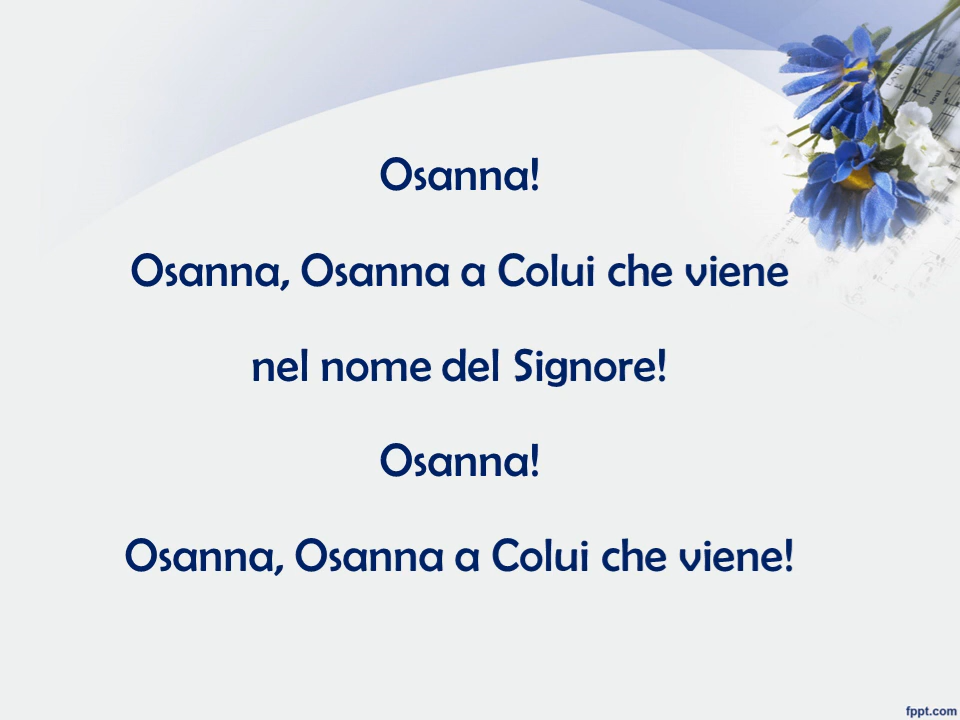 Osanna!
Osanna, Osanna a Colui che viene
nel nome del Signore!
Osanna!
Osanna, Osanna a Colui che viene!
fppt.com